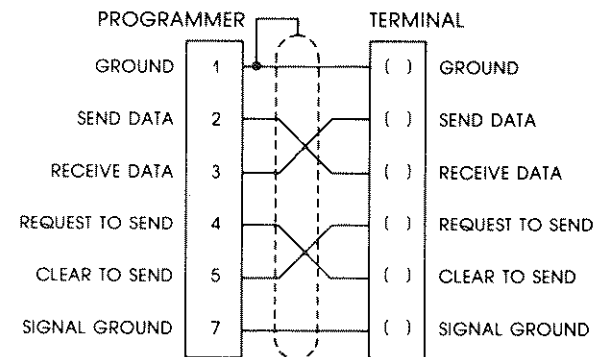 PROGRAMMER TERMINAL
GROUND 1 ( ) GROUND
SEND DATA 2 ( ) SEND DATA
RECEIVE DATA 3 ( ) RECEIVE DATA
REQUEST TO SEND 4 ( ) REQUEST TO SEND
CLEAR TO SEND 5 ( ) CLEAR TO SEND
SIGNAL GROUND 7 ( ) SIGNAL GROUND